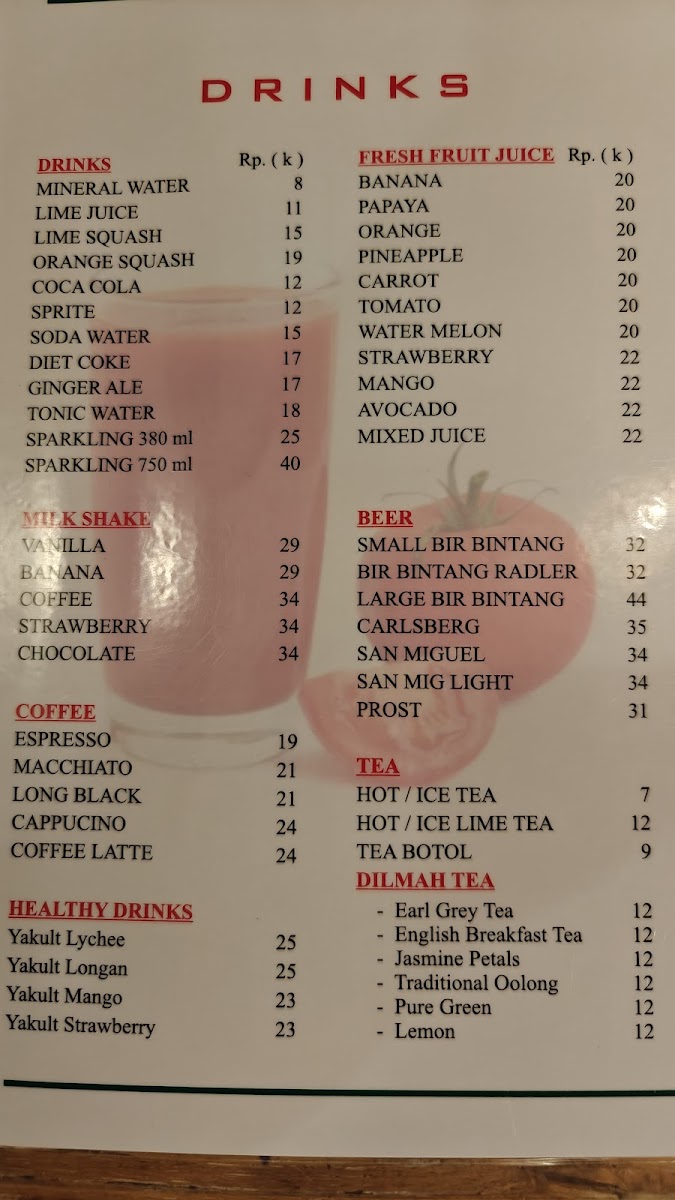 DRINKS
DRINKS Rp. ( k )
MINERAL WATER 8
LIME JUICE 11
LIME SQUASH 15
ORANGE SQUASH 19
COCA COLA 12
SPRITE 12
SODA WATER 15
DIET COKE 17
GINGER ALE 17
TONIC WATER 18
SPARKLING 380 ml 25
SPARKLING 750 ml 40
MILK SHAKE
VANILLA 29
BANANA 29
COFFEE 34
STRAWBERRY 34
CHOCOLATE 34
COFFEE
ESPRESSO 19
MACCHIATO 21
LONG BLACK 21
CAPPUCINO 24
COFFEE LATTE 24
HEALTHY DRINKS
Yakult Lychee 25
Yakult Longan 25
Yakult Mango 23
Yakult Strawberry 23
FRESH FRUIT JUICE Rp. ( k )
BANANA 20
PAPAYA 20
ORANGE 20
PINEAPPLE 20
CARROT 20
TOMATO 20
WATER MELON 20
STRAWBERRY 22
MANGO 22
AVOCADO 22
MIXED JUICE 22
BEER
SMALL BIR BINTANG 32
BIR BINTANG RADLER 32
LARGE BIR BINTANG 44
CARLSBERG 35
SAN MIGUEL 34
SAN MIG LIGHT 34
PROST 31
TEA
HOT / ICE TEA 7
HOT / ICE LIME TEA 12
TEA BOTOL 9
DILMAH TEA
- Earl Grey Tea 12
- English Breakfast Tea 12
- Jasmine Petals 12
- Traditional Oolong 12
- Pure Green 12
- Lemon 12